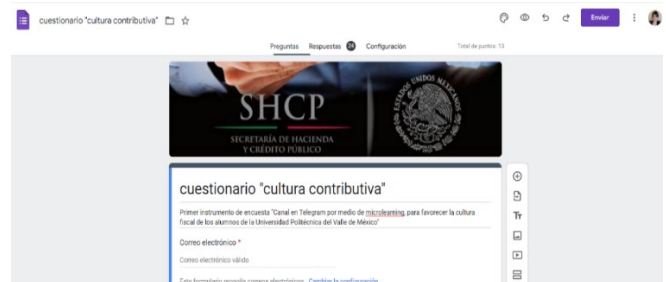 cuestionario "cultura contributiva"
Enviar
Preguntas Respuestas 24 Configuración
Total de puntos: 13
SHCP
SECRETARÍA DE HACIENDA
Y CRÉDITO PÚBLICO
ESTADOS UNIDOS MEXICANOS
cuestionario "cultura contributiva"
Primer instrumento de encuesta "Canal en Telegram por medio de microlearning, para favorecer la cultura
fiscal de los alumnos de la Universidad Politécnica del Valle de México"
Correo electrónico *
Correo electrónico válido
Este formulario recopila correos electrónicos. Cambiar la configuración
Tr